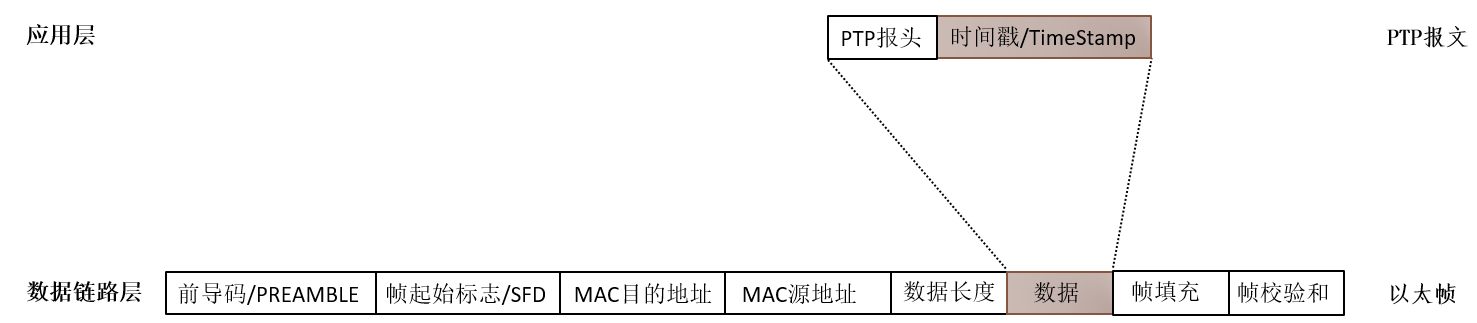 应用层 PTP报头 时间戳/TimeStamp PTP报文
数据链路层 前导码/PREAMBLE 帧起始标志/SFD MAC目的地址 MAC源地址 数据长度 数据 帧填充 帧校验和 以太帧